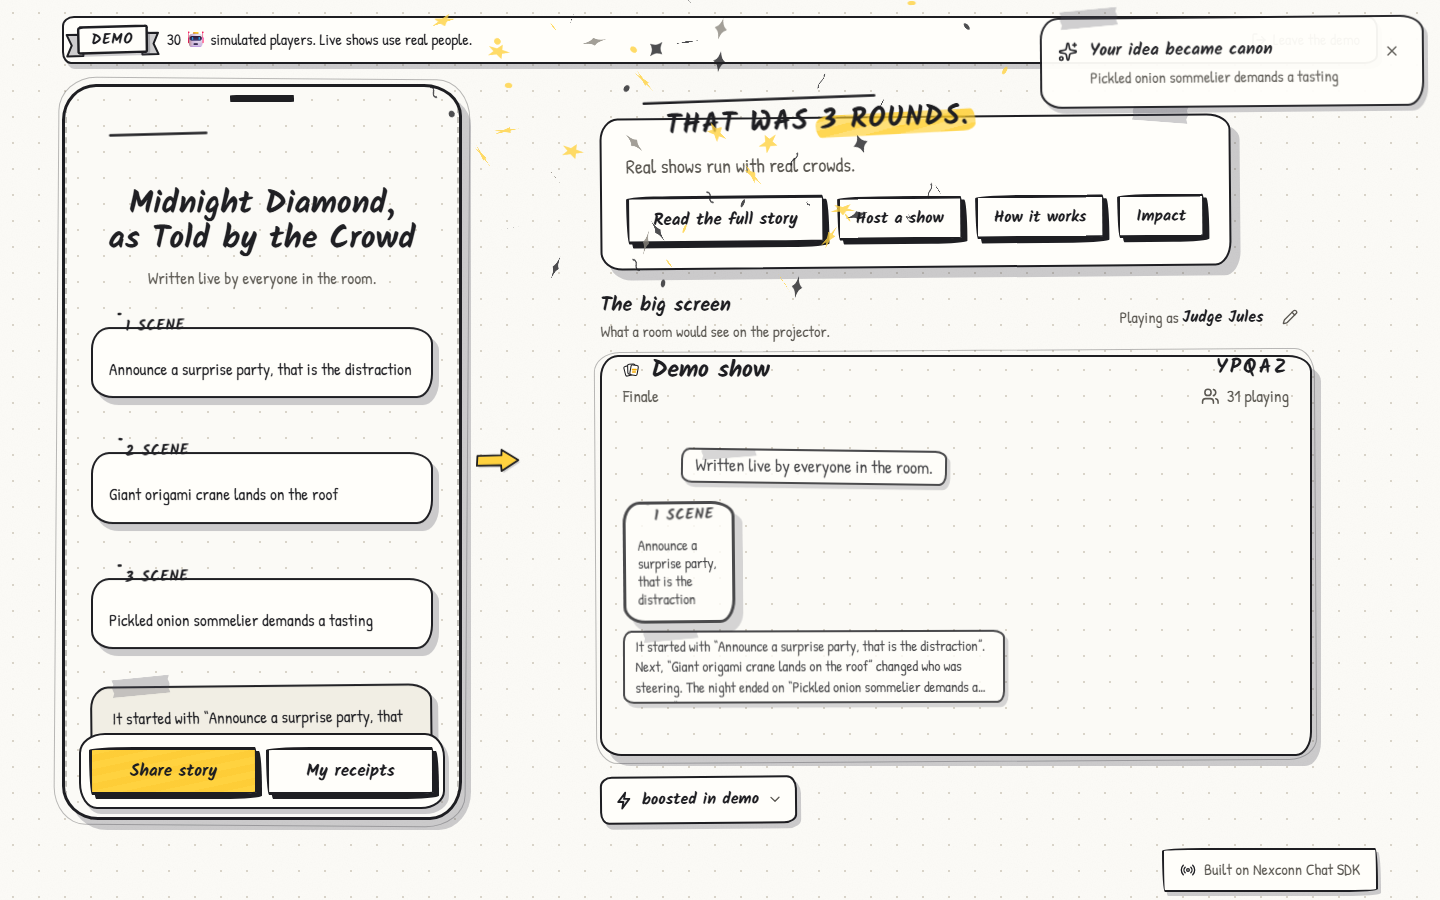 DEMO
30 simulated players. Live shows use real people.
Your idea became canon
Pickled onion sommelier demands a tasting
Midnight Diamond,
as Told by the Crowd
Written live by everyone in the room.
1 SCENE
Announce a surprise party, that is the distraction
2 SCENE
Giant origami crane lands on the roof
3 SCENE
Pickled onion sommelier demands a tasting
It started with "Announce a surprise party, that
Share story
My receipts
THAT WAS 3 ROUNDS.
Real shows run with real crowds.
Read the full story
Host a show
How it works
Impact
The big screen
What a room would see on the projector.
Playing as Judge Jules
Demo show
YPQAZ
Finale
31 playing
Written live by everyone in the room.
1 SCENE
Announce a
surprise party,
that is the
distraction
It started with "Announce a surprise party, that is the distraction".
Next, "Giant origami crane lands on the roof" changed who was
steering. The night ended on "Pickled onion sommelier demands a...
boosted in demo
Built on Nexconn Chat SDK